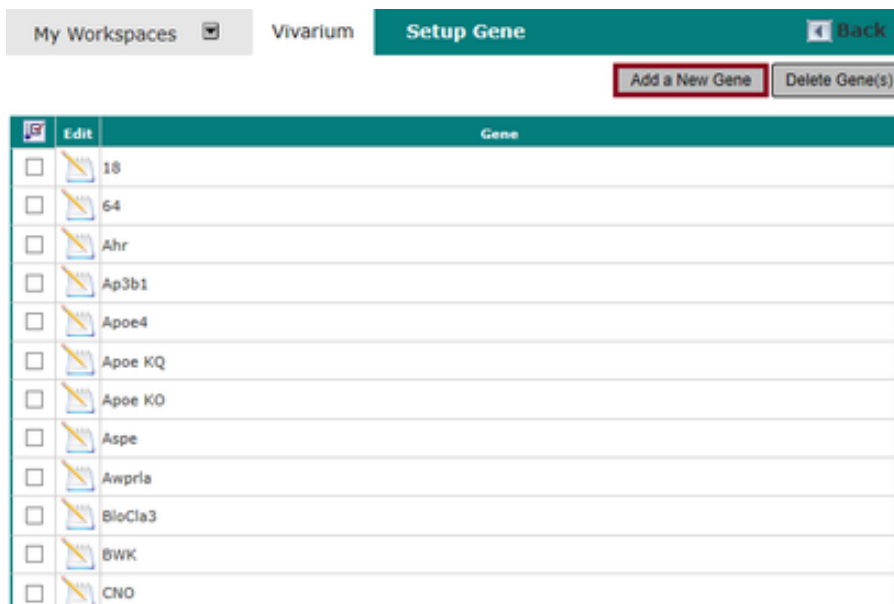 My Workspaces Vivarium Setup Gene Back
Add a New Gene Delete Gene(s)
Edit Gene
18
64
Ahr
Ap3b1
Apoe4
Apoe KQ
Apoe KO
Aspe
Awprla
BloCla3
BWK
CNO